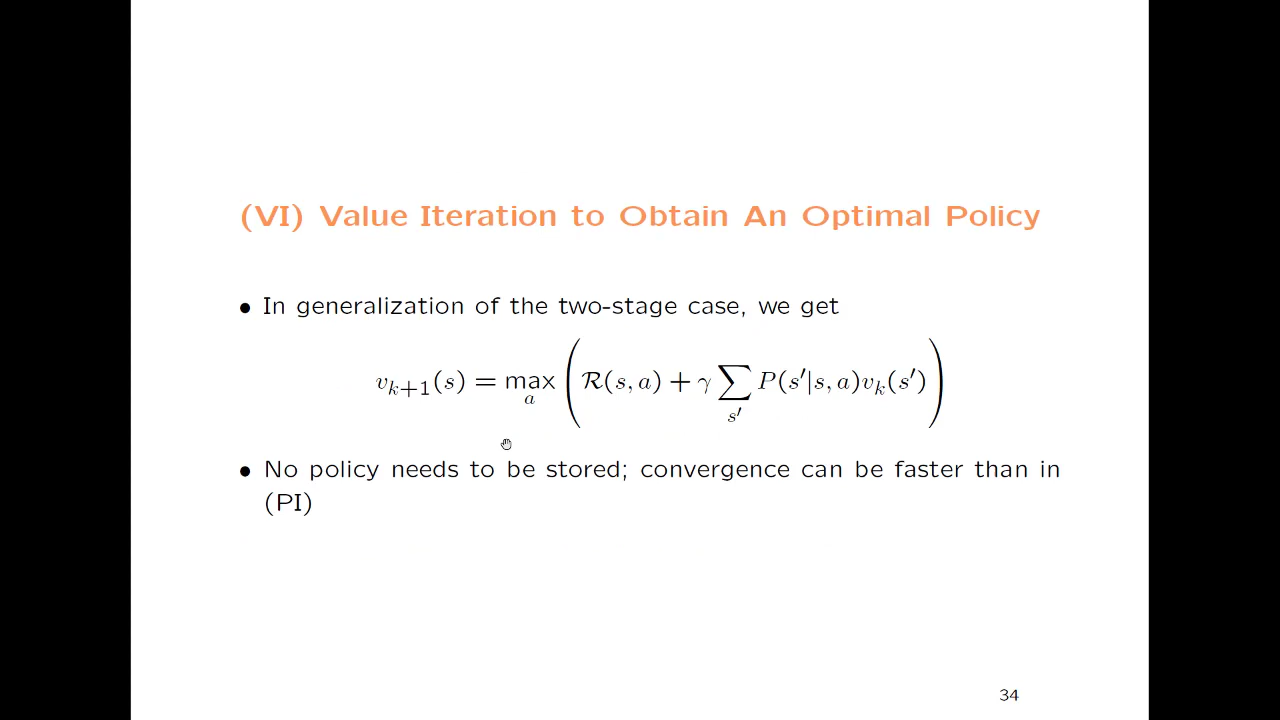 (VI) Value Iteration to Obtain An Optimal Policy
• In generalization of the two-stage case, we get
v_{k+1}(s) = max_a ( R(s, a) + γ ∑_{s′} P(s′|s, a)v_k(s′) )
• No policy needs to be stored; convergence can be faster than in
(PI)
34